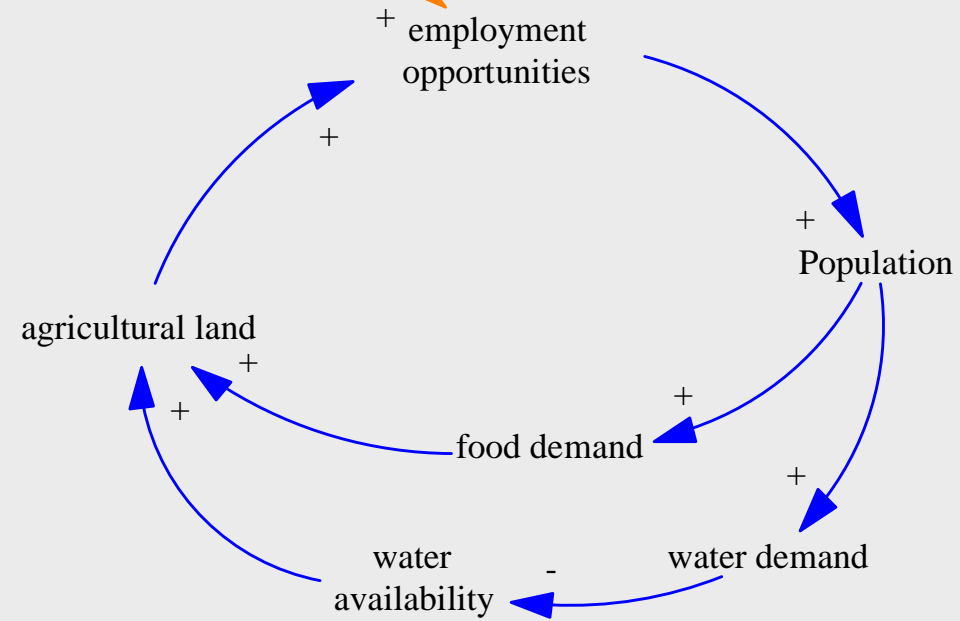 + employment
opportunities
+
+
Population
agricultural land
+
+
+
food demand
+
water
availability
-
water demand